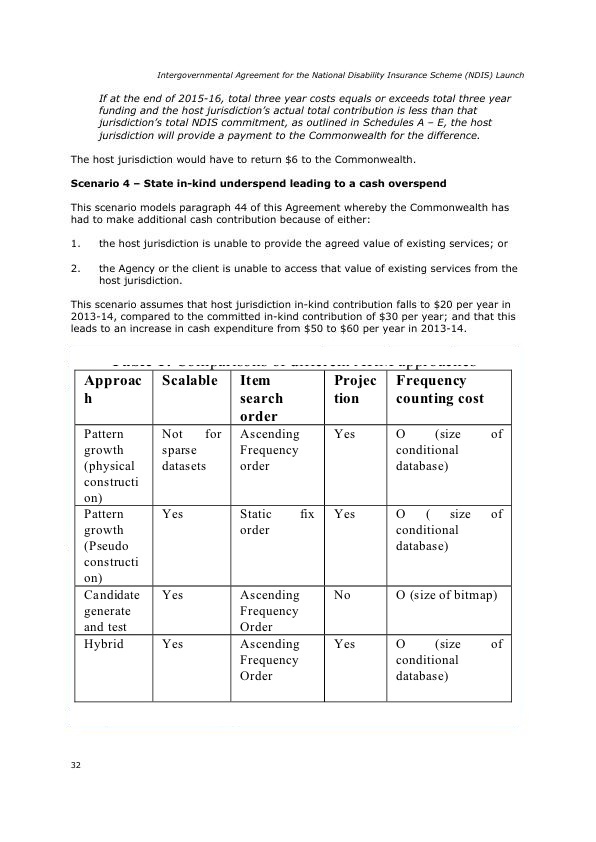 Intergovernmental Agreement for the National Disability Insurance Scheme (NDIS) Launch
If at the end of 2015-16, total three year costs equals or exceeds total three year
funding and the host jurisdiction's actual total contribution is less than that
jurisdiction's total NDIS commitment, as outlined in Schedules A – E, the host
jurisdiction will provide a payment to the Commonwealth for the difference.
The host jurisdiction would have to return $6 to the Commonwealth.
Scenario 4 – State in-kind underspend leading to a cash overspend
This scenario models paragraph 44 of this Agreement whereby the Commonwealth has
had to make additional cash contribution because of either:
1. the host jurisdiction is unable to provide the agreed value of existing services; or
2. the Agency or the client is unable to access that value of existing services from the
host jurisdiction.
This scenario assumes that host jurisdiction in-kind contribution falls to $20 per year in
2013-14, compared to the committed in-kind contribution of $30 per year; and that this
leads to an increase in cash expenditure from $50 to $60 per year in 2013-14.
Approac Scalable Item Projec Frequency
h search tion counting cost
order
Pattern Not for Ascending Yes O (size of
growth sparse Frequency conditional
(physical datasets order database)
constructi
on)
Pattern Yes Static fix Yes O ( size of
growth order conditional
(Pseudo database)
constructi
on)
Candidate Yes Ascending No O (size of bitmap)
generate Frequency
and test Order
Hybrid Yes Ascending Yes O (size of
Frequency conditional
Order database)
32